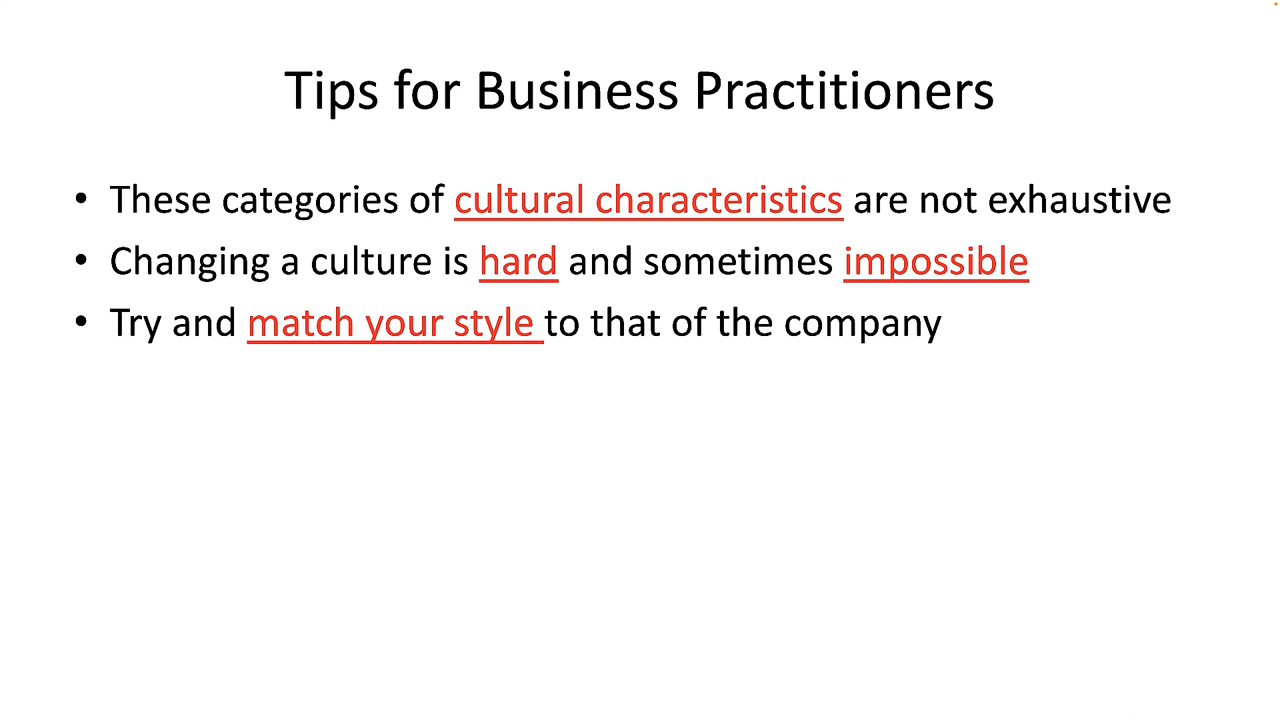 Tips for Business Practitioners
• These categories of cultural characteristics are not exhaustive
• Changing a culture is hard and sometimes impossible
• Try and match your style to that of the company